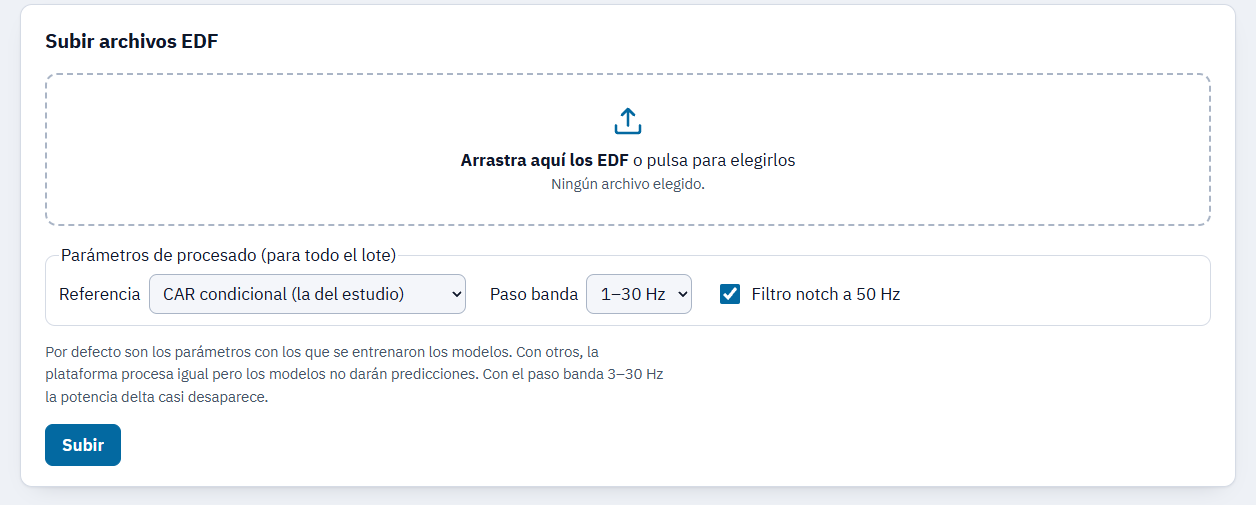 Subir archivos EDF
Arrastra aquí los EDF o pulsa para elegirlos
Ningún archivo elegido.
Parámetros de procesado (para todo el lote)
Referencia CAR condicional (la del estudio) Paso banda 1–30 Hz Filtro notch a 50 Hz
Por defecto son los parámetros con los que se entrenaron los modelos. Con otros, la
plataforma procesa igual pero los modelos no darán predicciones. Con el paso banda 3–30 Hz
la potencia delta casi desaparece.
Subir